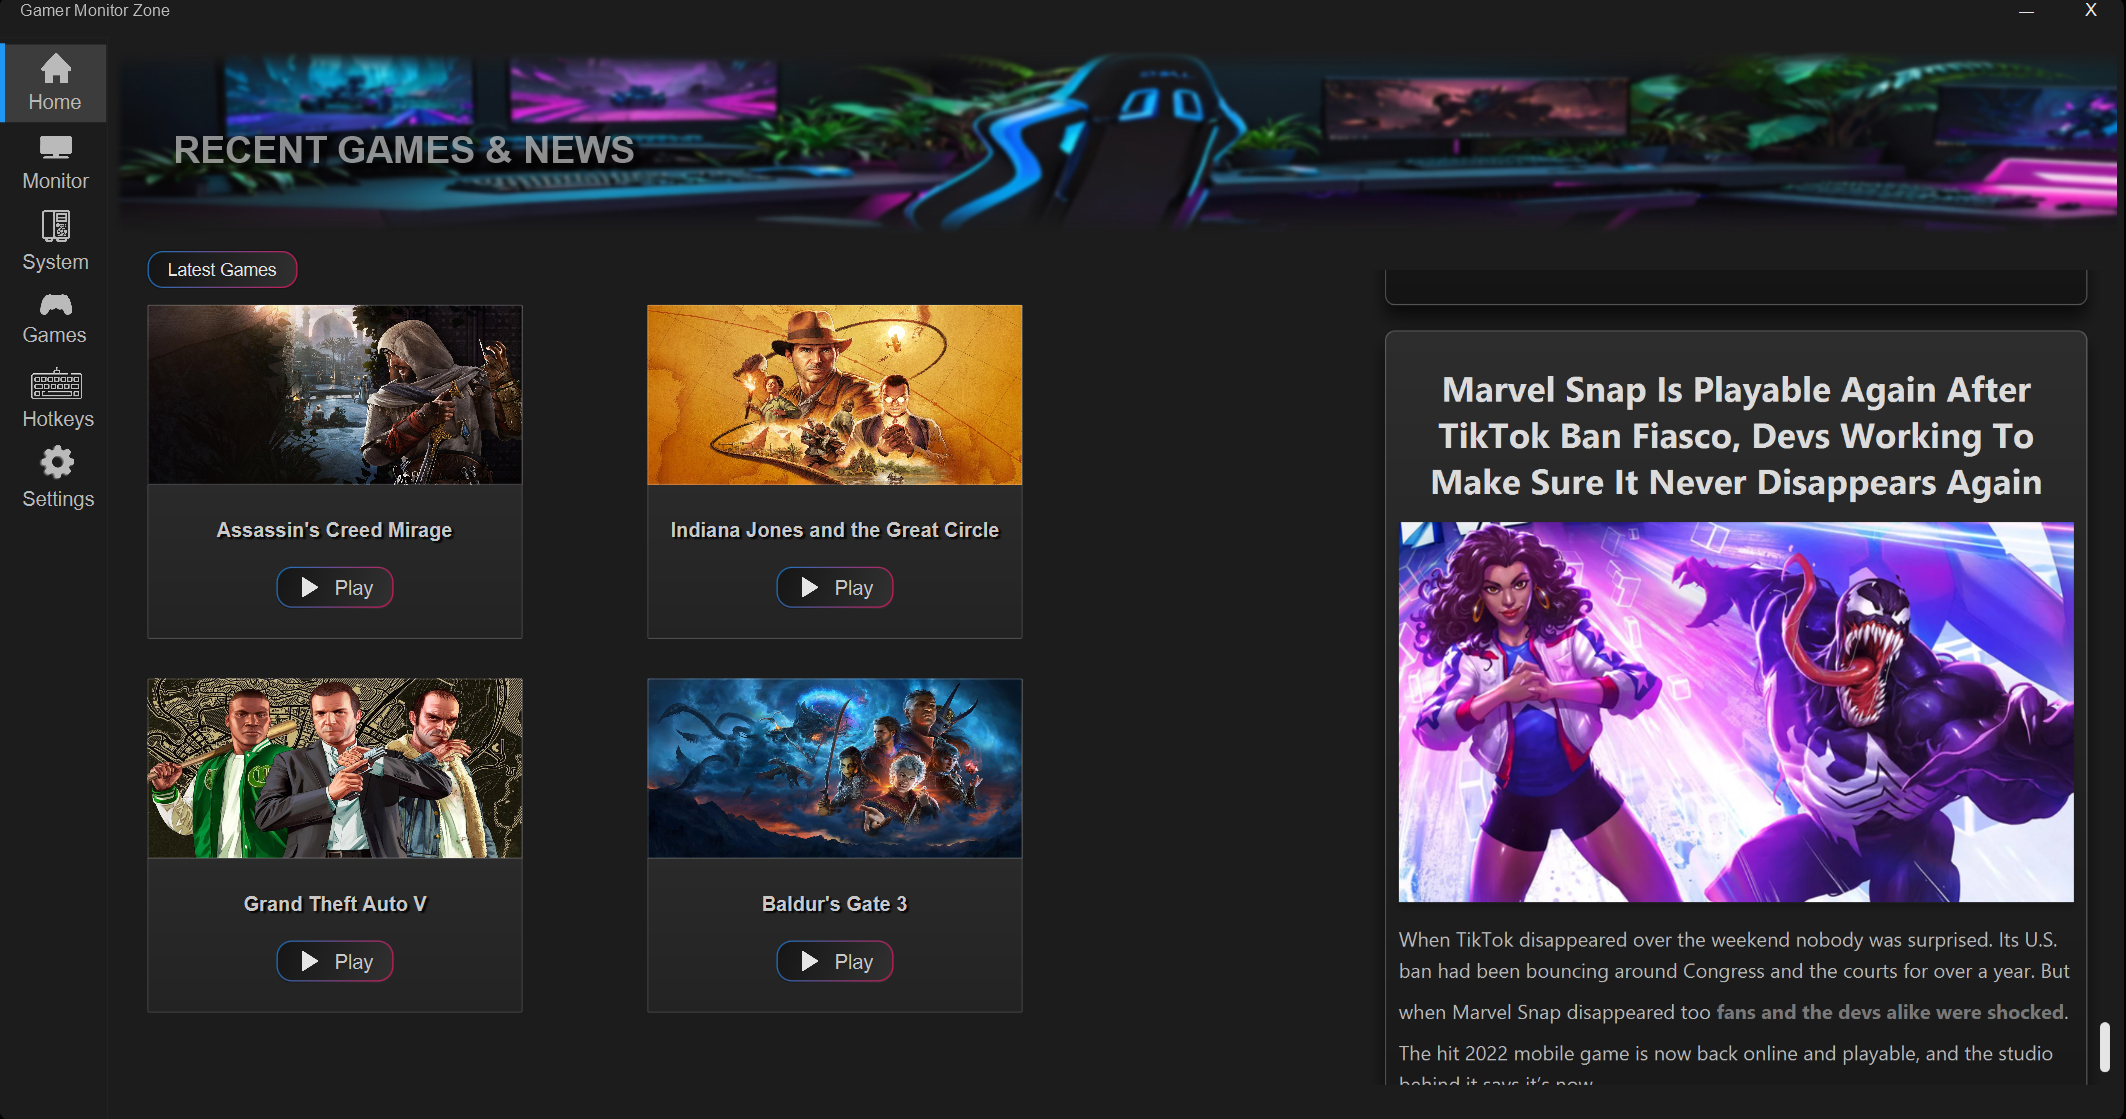 Gamer Monitor Zone
X
Home
Monitor
System
Games
Hotkeys
Settings
RECENT GAMES & NEWS
Latest Games
Assassin's Creed Mirage
Play
Indiana Jones and the Great Circle
Play
Grand Theft Auto V
Play
Baldur's Gate 3
Play
Marvel Snap Is Playable Again After
TikTok Ban Fiasco, Devs Working To
Make Sure It Never Disappears Again
When TikTok disappeared over the weekend nobody was surprised. Its U.S.
ban had been bouncing around Congress and the courts for over a year. But
when Marvel Snap disappeared too fans and the devs alike were shocked.
The hit 2022 mobile game is now back online and playable, and the studio
behind it says it's now